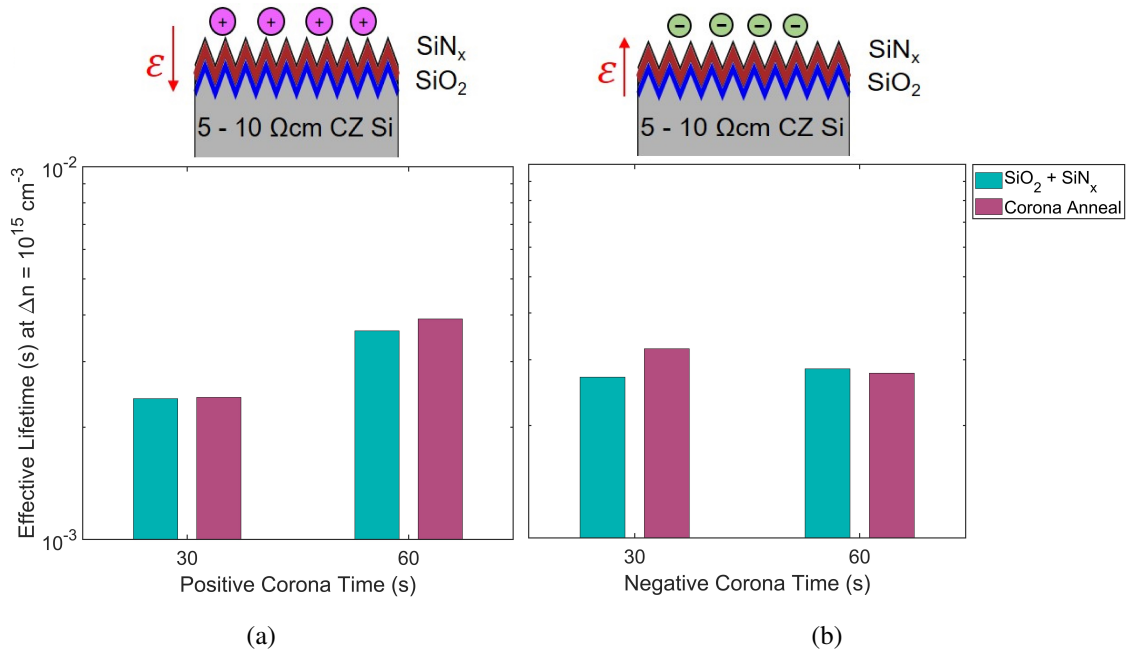 + + + +
ε
SiNₓ
SiO₂
5 - 10 Ωcm CZ Si
− − − −
ε
SiNₓ
SiO₂
5 - 10 Ωcm CZ Si
Effective Lifetime (s) at Δn = 10¹⁵ cm⁻³
10⁻²
10⁻³
30
60
Positive Corona Time (s)
(a)
30
60
Negative Corona Time (s)
(b)
SiO₂ + SiNₓ
Corona Anneal